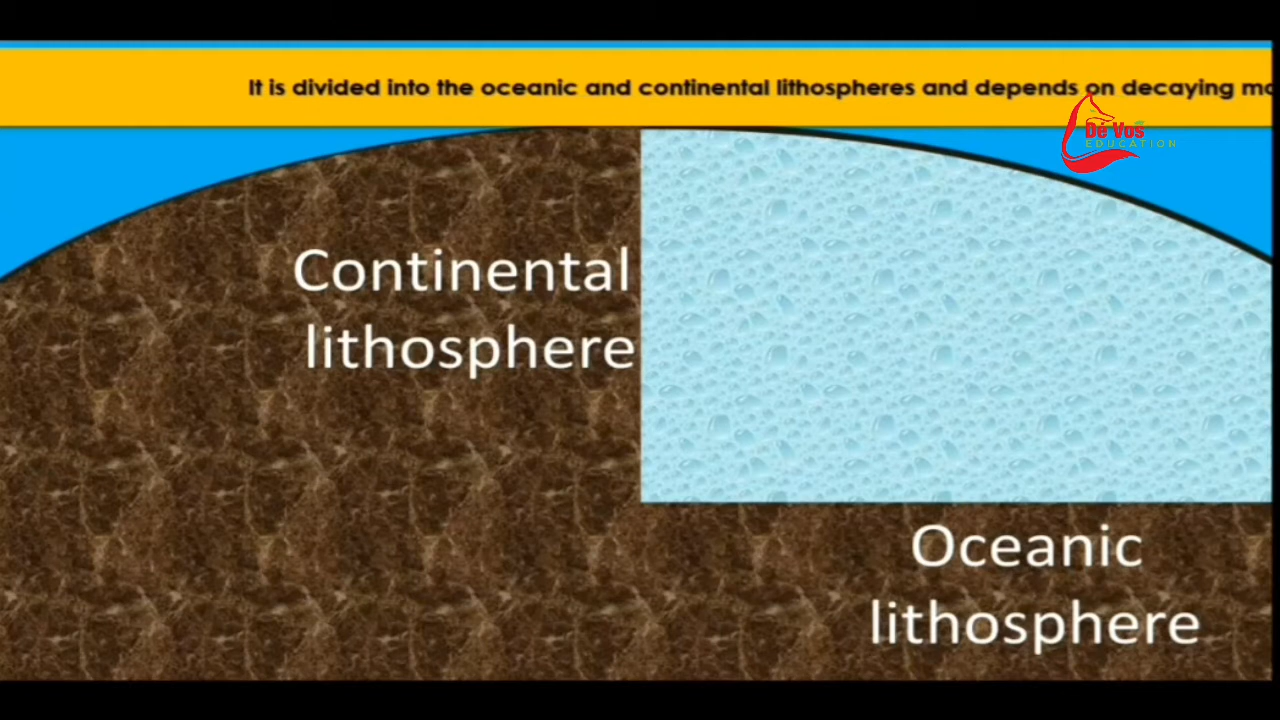 It is divided into the oceanic and continental lithospheres and depends on decaying
Dé Vos
EDUCATION
Continental
lithosphere
Oceanic
lithosphere